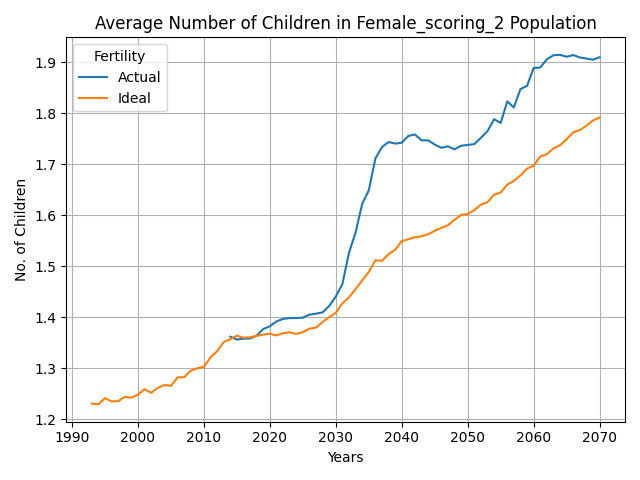 Average Number of Children in Female_scoring_2 Population
Fertility
Actual
Ideal
No. of Children
1.9
1.8
1.7
1.6
1.5
1.4
1.3
1.2
1990 2000 2010 2020 2030 2040 2050 2060 2070
Years